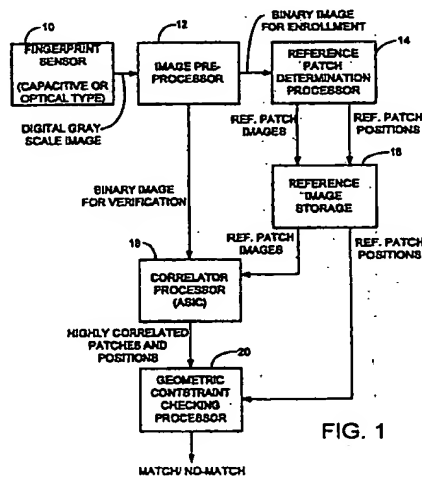 BINARY IMAGE
FOR ENROLLMENT
10
12
14
FINGERPRINT
SENSOR
(CAPACITIVE OR
OPTICAL TYPE)
IMAGE PRE-
PROCESSOR
REFERENCE
PATCH
DETERMINATION
PROCESSOR
DIGITAL GRAY
SCALE IMAGE
REF. PATCH
IMAGES
REF. PATCH
POSITIONS
16
REFERENCE
IMAGE
STORAGE
BINARY IMAGE
FOR VERIFICATION
REF. PATCH
IMAGES
REF. PATCH
POSITIONS
18
CORRELATOR
PROCESSOR
(ASIC)
HIGHLY CORRELATED
PATCHES AND
POSITIONS
20
GEOMETRIC
CONTSTRAINT
CHECKING
PROCESSOR
FIG. 1
MATCH/ NO-MATCH